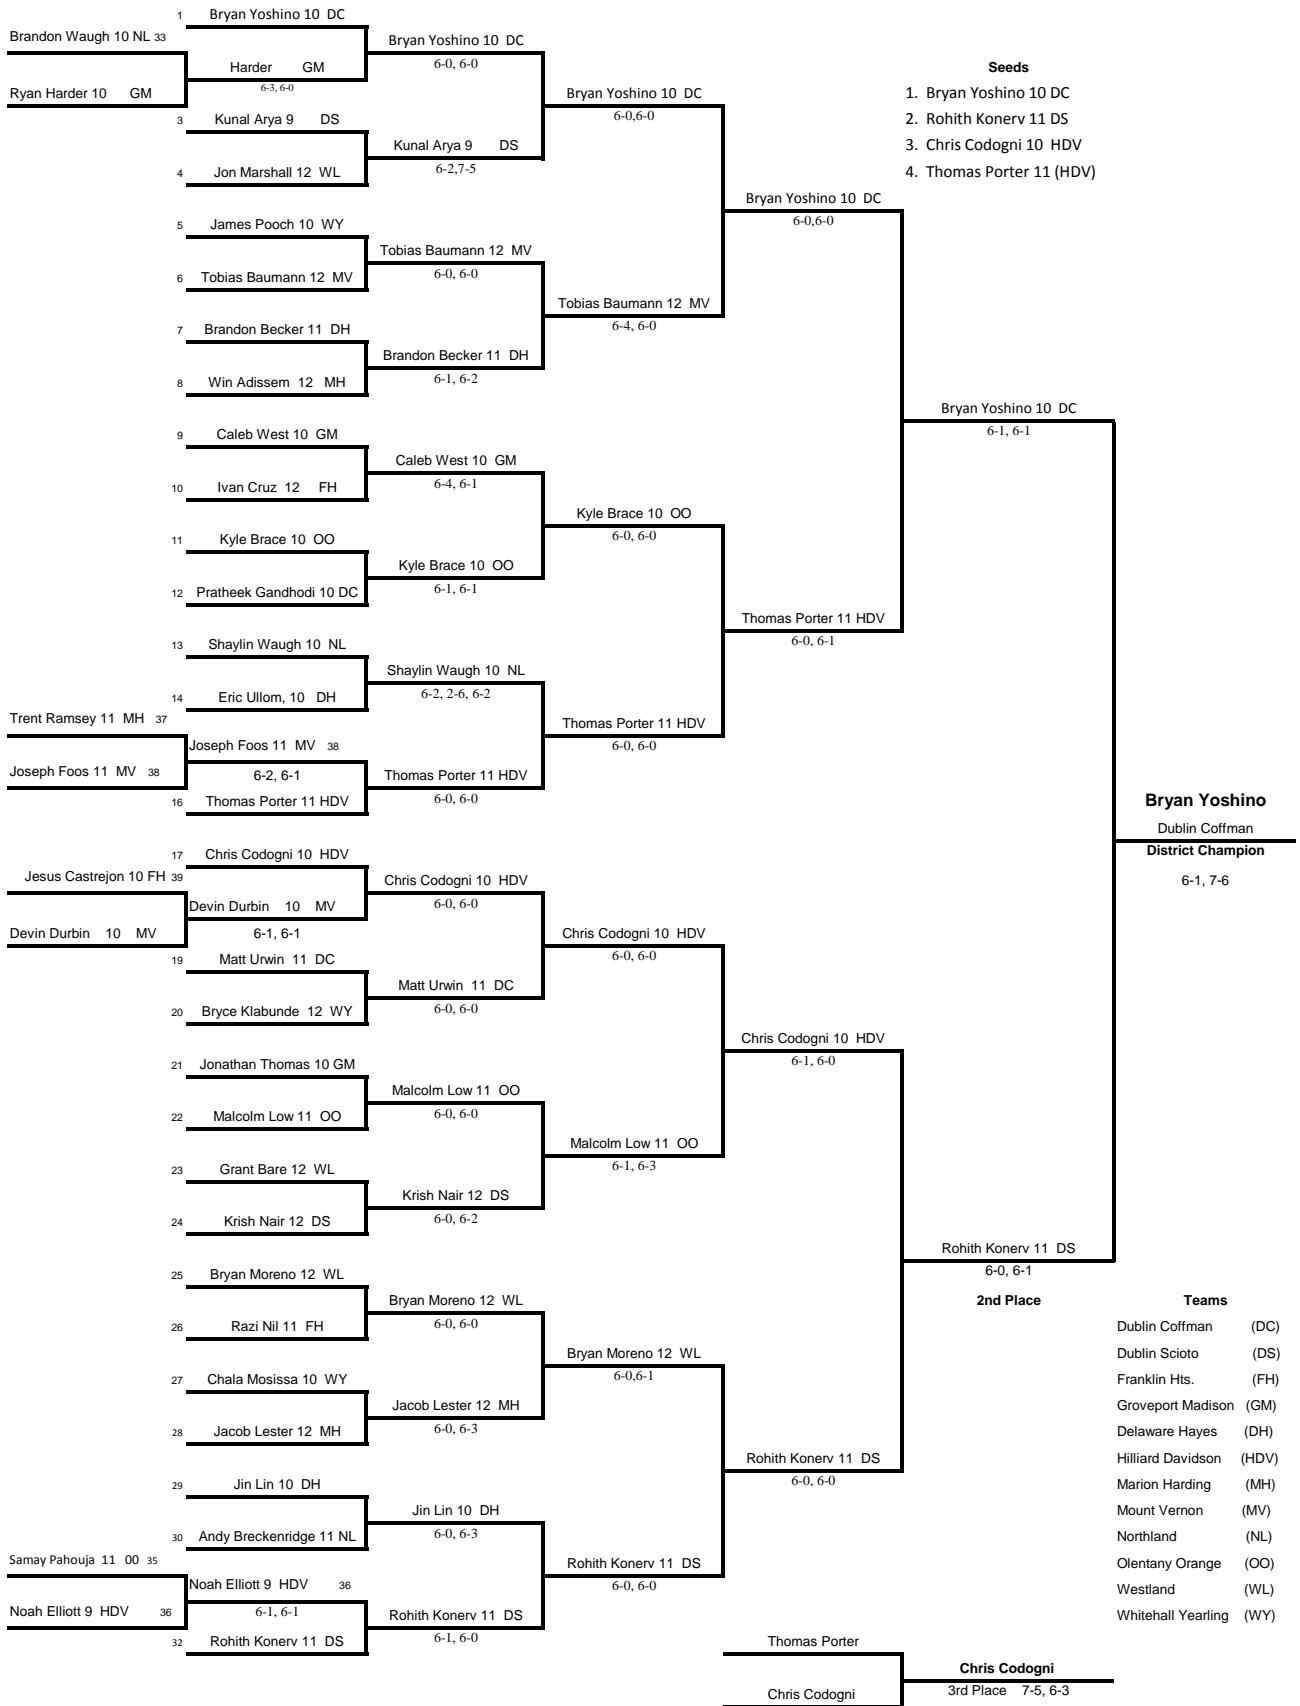 1 Bryan Yoshino 10 DC
Brandon Waugh 10 NL 33
Bryan Yoshino 10 DC
6-0, 6-0
Harder GM
6-3, 6-0
Ryan Harder 10 GM
Bryan Yoshino 10 DC
6-0,6-0
3 Kunal Arya 9 DS
Kunal Arya 9 DS
6-2,7-5
4 Jon Marshall 12 WL
Bryan Yoshino 10 DC
6-0,6-0
5 James Pooch 10 WY
Tobias Baumann 12 MV
6-0, 6-0
6 Tobias Baumann 12 MV
Tobias Baumann 12 MV
6-4, 6-0
7 Brandon Becker 11 DH
Brandon Becker 11 DH
6-1, 6-2
8 Win Adissem 12 MH
Bryan Yoshino 10 DC
6-1, 6-1
9 Caleb West 10 GM
Caleb West 10 GM
6-4, 6-1
10 Ivan Cruz 12 FH
Kyle Brace 10 OO
6-0, 6-0
11 Kyle Brace 10 OO
Kyle Brace 10 OO
6-1, 6-1
12 Pratheek Gandhodi 10 DC
Thomas Porter 11 HDV
6-0, 6-1
13 Shaylin Waugh 10 NL
Shaylin Waugh 10 NL
6-2, 2-6, 6-2
14 Eric Ullom, 10 DH
Trent Ramsey 11 MH 37
Thomas Porter 11 HDV
6-0, 6-0
Joseph Foos 11 MV 38
6-2, 6-1
Joseph Foos 11 MV 38
Thomas Porter 11 HDV
6-0, 6-0
16 Thomas Porter 11 HDV
Seeds
1. Bryan Yoshino 10 DC
2. Rohith Konerv 11 DS
3. Chris Codogni 10 HDV
4. Thomas Porter 11 (HDV)
Bryan Yoshino
Dublin Coffman
District Champion
6-1, 7-6
17 Chris Codogni 10 HDV
Jesus Castrejon 10 FH 39
Chris Codogni 10 HDV
6-0, 6-0
Devin Durbin 10 MV
6-1, 6-1
Devin Durbin 10 MV
Chris Codogni 10 HDV
6-0, 6-0
19 Matt Urwin 11 DC
Matt Urwin 11 DC
6-0, 6-0
20 Bryce Klabunde 12 WY
Chris Codogni 10 HDV
6-1, 6-0
21 Jonathan Thomas 10 GM
Malcolm Low 11 OO
6-0, 6-0
22 Malcolm Low 11 OO
Malcolm Low 11 OO
6-1, 6-3
23 Grant Bare 12 WL
Krish Nair 12 DS
6-0, 6-2
24 Krish Nair 12 DS
Rohith Konerv 11 DS
6-0, 6-1
2nd Place
25 Bryan Moreno 12 WL
Bryan Moreno 12 WL
6-0, 6-0
26 Razi Nil 11 FH
Bryan Moreno 12 WL
6-0,6-1
27 Chala Mosissa 10 WY
Jacob Lester 12 MH
6-0, 6-3
28 Jacob Lester 12 MH
Rohith Konerv 11 DS
6-0, 6-0
29 Jin Lin 10 DH
Jin Lin 10 DH
6-0, 6-3
30 Andy Breckenridge 11 NL
Samay Pahouja 11 00 35
Rohith Konerv 11 DS
6-0, 6-0
Noah Elliott 9 HDV 36
6-1, 6-1
Noah Elliott 9 HDV 36
Rohith Konerv 11 DS
6-1, 6-0
32 Rohith Konerv 11 DS
Teams
Dublin Coffman (DC)
Dublin Scioto (DS)
Franklin Hts. (FH)
Groveport Madison (GM)
Delaware Hayes (DH)
Hilliard Davidson (HDV)
Marion Harding (MH)
Mount Vernon (MV)
Northland (NL)
Olentany Orange (OO)
Westland (WL)
Whitehall Yearling (WY)
Thomas Porter
Chris Codogni
3rd Place 7-5, 6-3
Chris Codogni